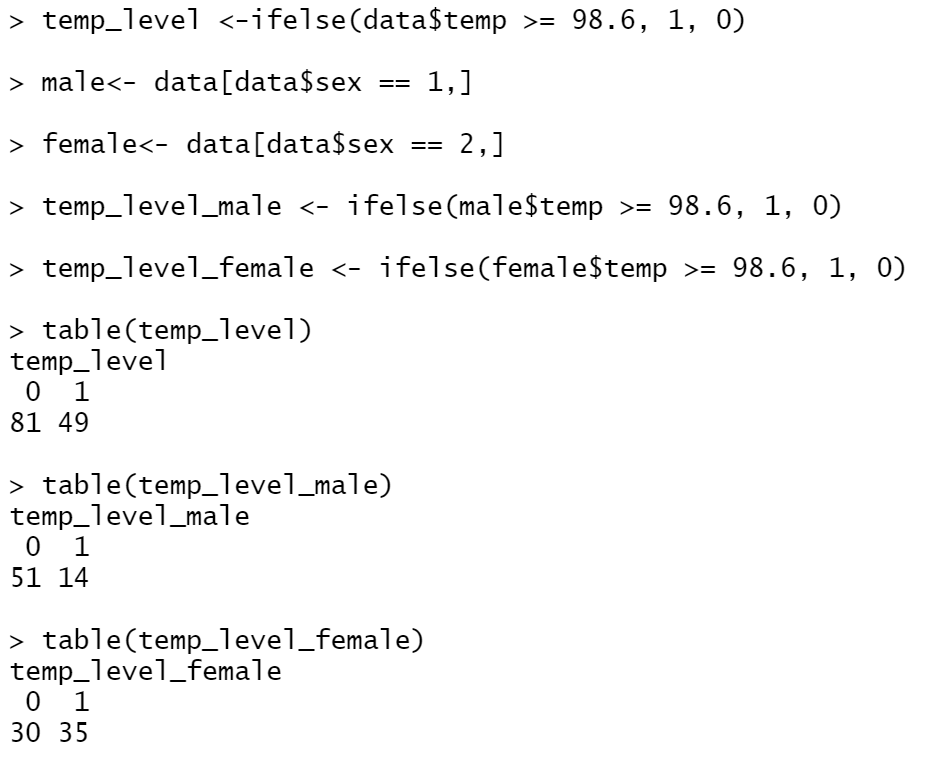 > temp_level <-ifelse(data$temp >= 98.6, 1, 0)
> male<- data[data$sex == 1,]
> female<- data[data$sex == 2,]
> temp_level_male <- ifelse(male$temp >= 98.6, 1, 0)
> temp_level_female <- ifelse(female$temp >= 98.6, 1, 0)
> table(temp_level)
temp_level
 0  1
81 49
> table(temp_level_male)
temp_level_male
 0  1
51 14
> table(temp_level_female)
temp_level_female
 0  1
30 35